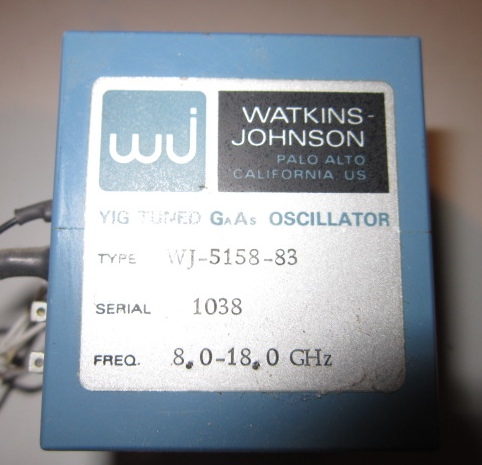 WJ
WATKINS-
JOHNSON
PALO ALTO
CALIFORNIA, US
YIG TUNED GAAS OSCILLATOR
TYPE WJ-5158-83
SERIAL 1038
FREQ. 8.0-18.0 GHz